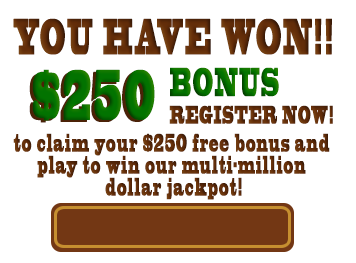 YOU HAVE WON!!
$250 BONUS
REGISTER NOW!
to claim your $250 free bonus and
play to win our multi-million
dollar jackpot!